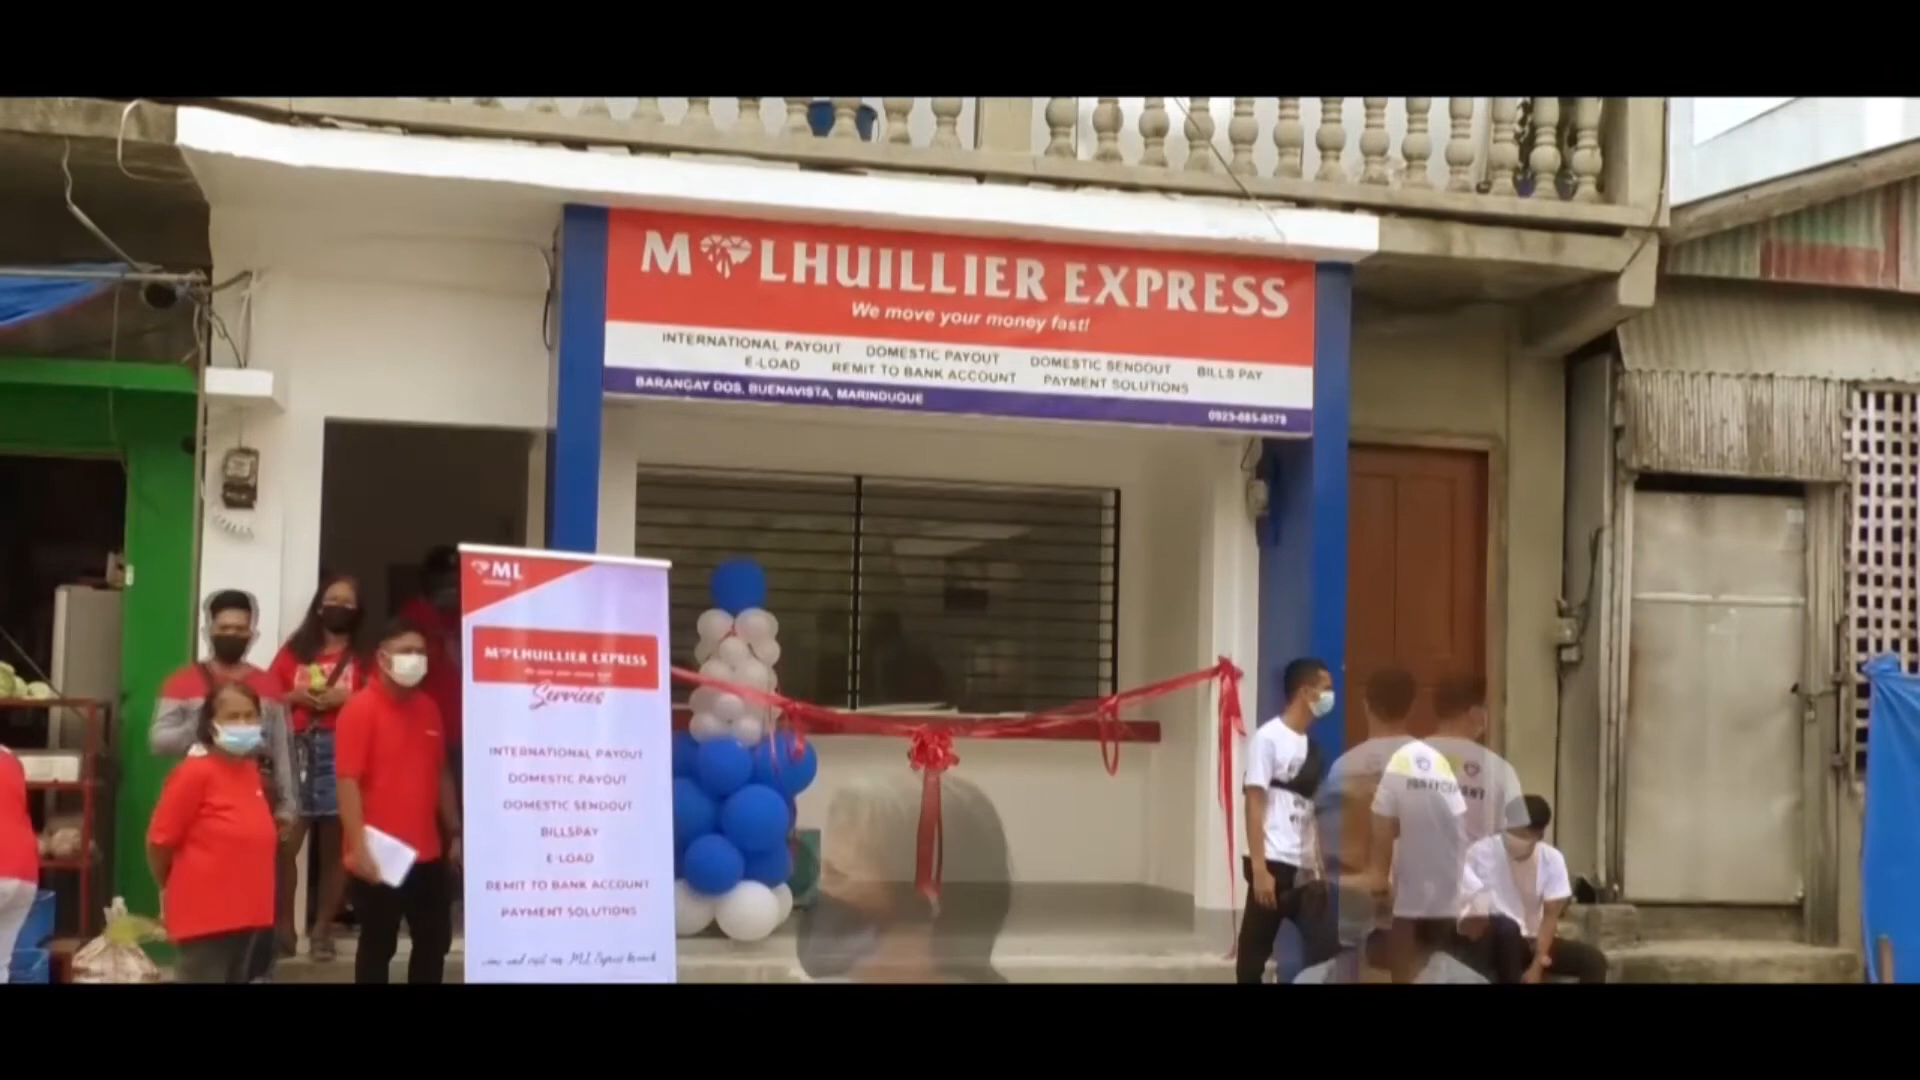 M LHUILLIER EXPRESS
We move your money fast!
INTERNATIONAL PAYOUT DOMESTIC PAYOUT DOMESTIC SENDOUT BILLS PAY
E-LOAD REMIT TO BANK ACCOUNT PAYMENT SOLUTIONS
BARANGAY DOS, BUENAVISTA, MARINDUQUE
ML
M LHUILLIER EXPRESS
Services
INTERNATIONAL PAYOUT
DOMESTIC PAYOUT
DOMESTIC SENDOUT
BILLSPAY
E-LOAD
REMIT TO BANK ACCOUNT
PAYMENT SOLUTIONS